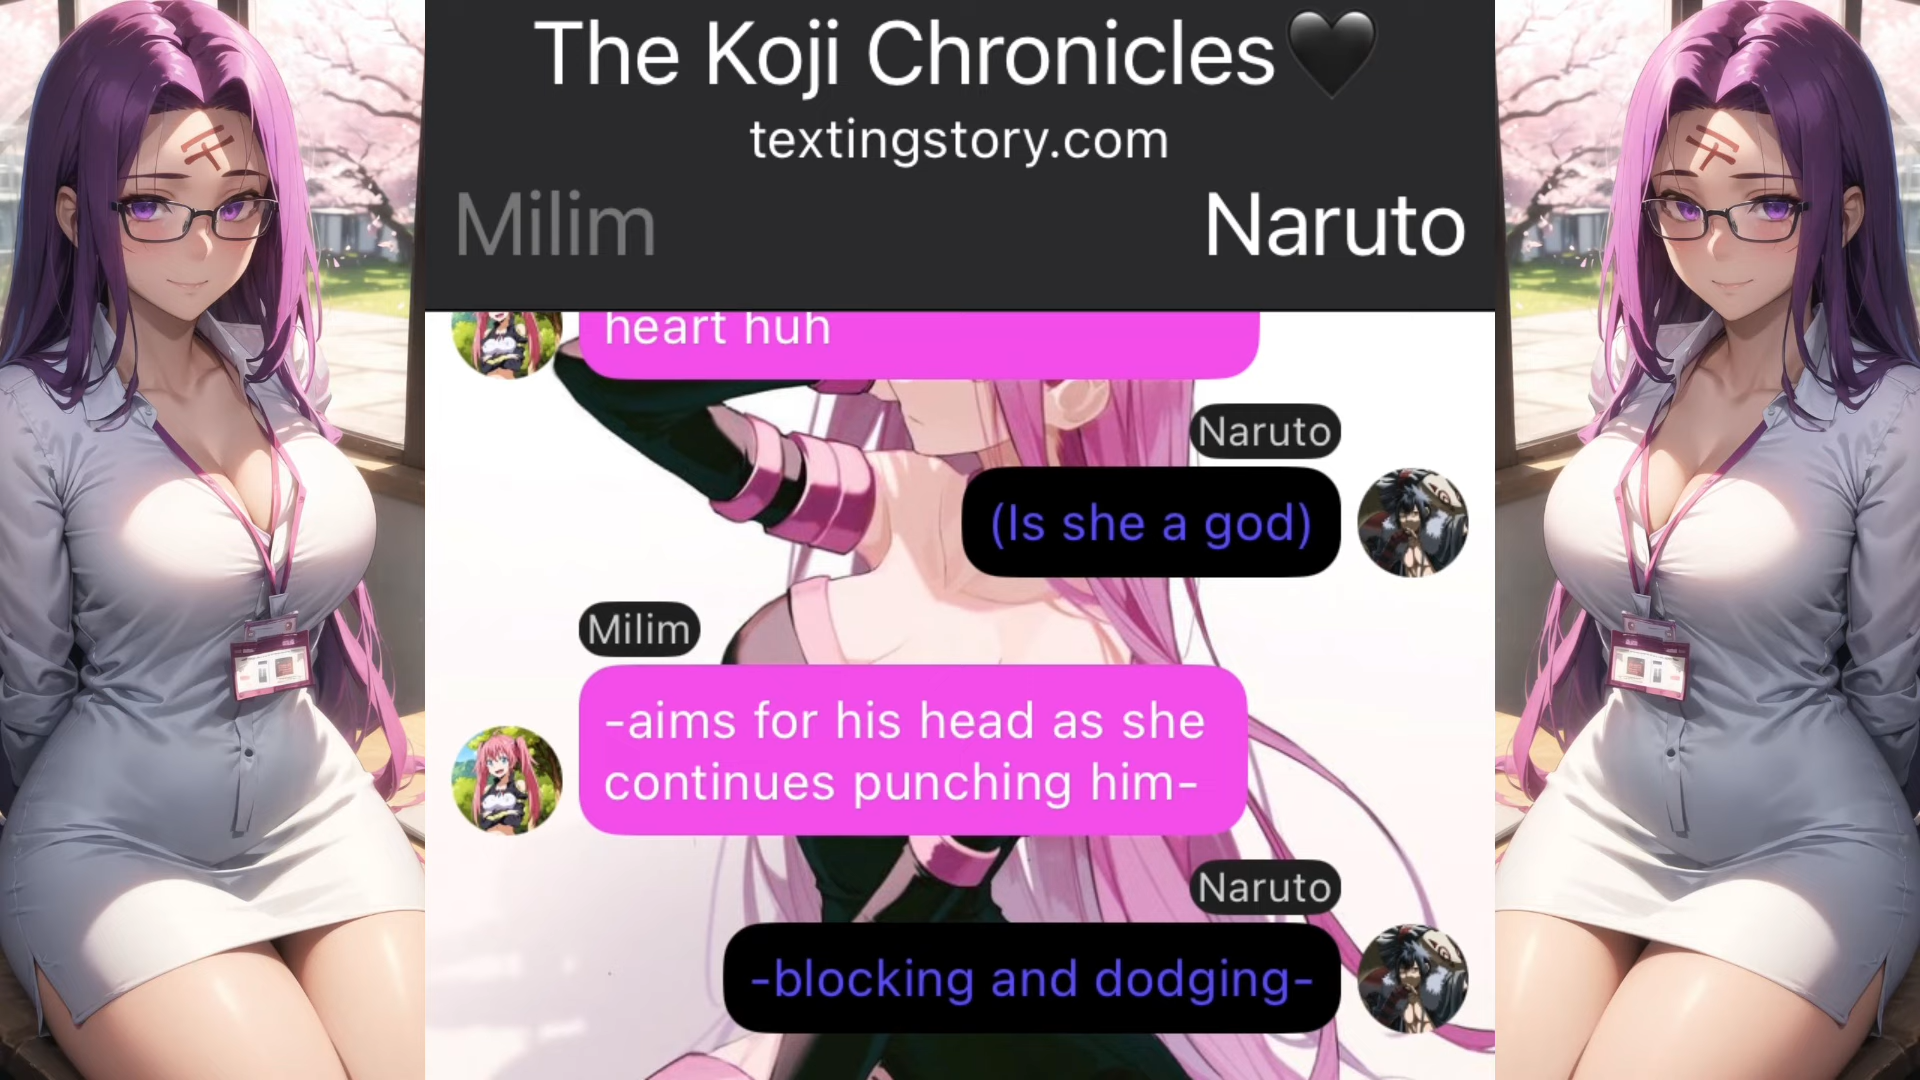 The Koji Chronicles🖤
textingstory.com
Milim
Naruto
heart huh
Naruto
(Is she a god)
Milim
-aims for his head as she
continues punching him-
Naruto
-blocking and dodging-